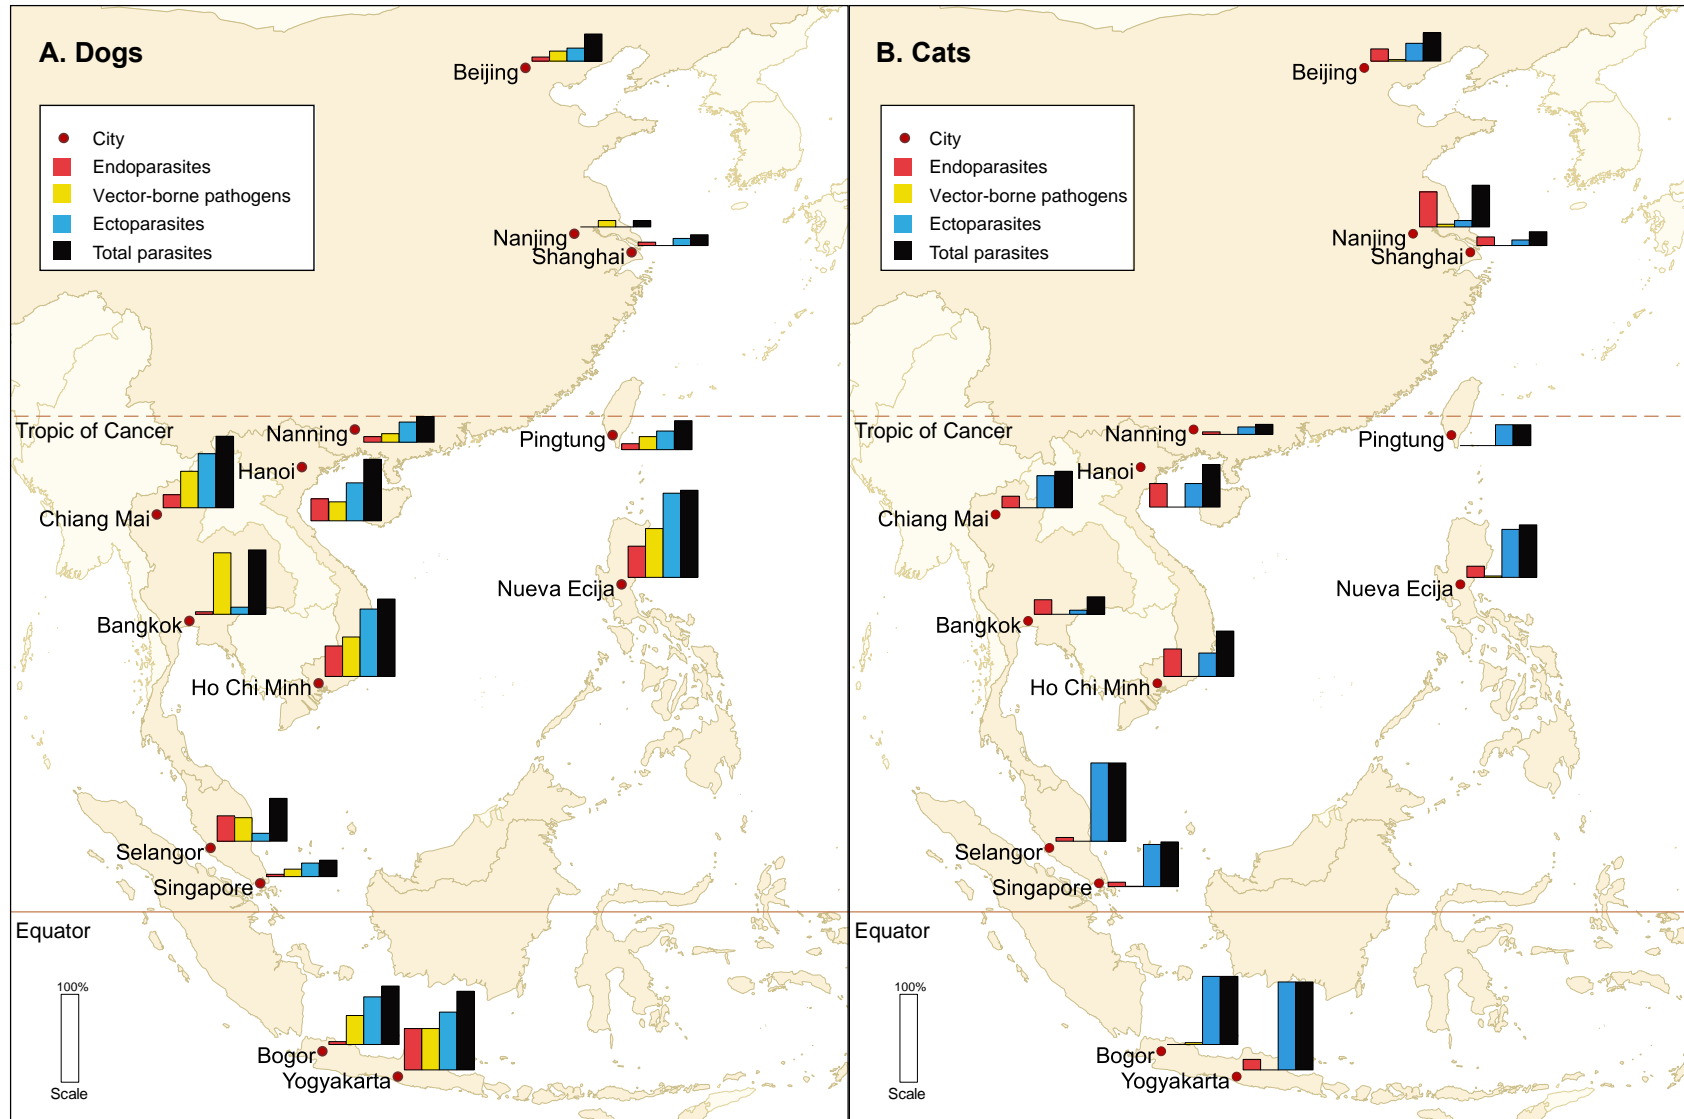 A. Dogs
Beijing
City
Endoparasites
Vector-borne pathogens
Ectoparasites
Total parasites
Nanjing
Shanghai
Tropic of Cancer
Nanning
Pingtung
Hanoi
Chiang Mai
Nueva Ecija
Bangkok
Ho Chi Minh
Selangor
Singapore
Equator
100%
Scale
Bogor
Yogyakarta
B. Cats
Beijing
City
Endoparasites
Vector-borne pathogens
Ectoparasites
Total parasites
Nanjing
Shanghai
Tropic of Cancer
Nanning
Pingtung
Hanoi
Chiang Mai
Nueva Ecija
Bangkok
Ho Chi Minh
Selangor
Singapore
Equator
100%
Scale
Bogor
Yogyakarta